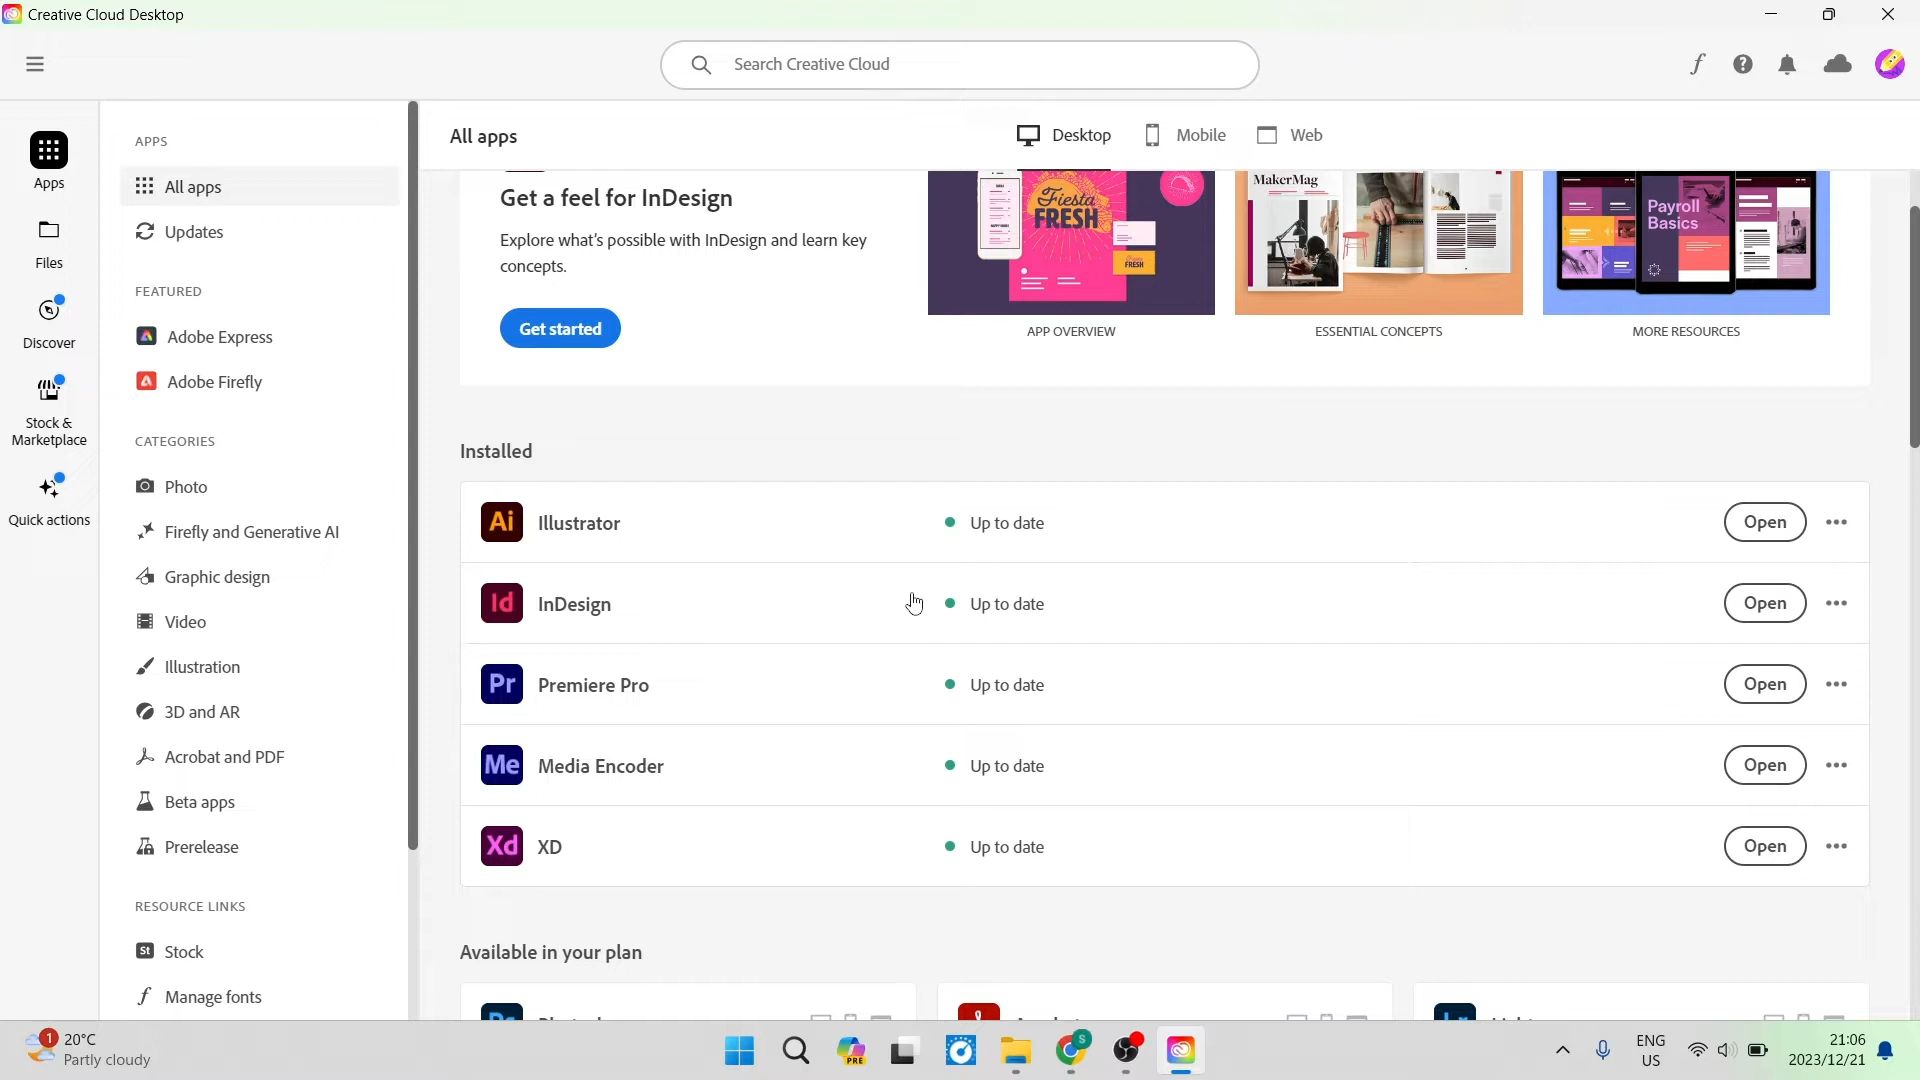 Creative Cloud Desktop
Search Creative Cloud
Apps
Files
Discover
Stock &
Marketplace
Quick actions
APPS
All apps
Updates
FEATURED
Adobe Express
Adobe Firefly
CATEGORIES
Photo
Firefly and Generative AI
Graphic design
Video
Illustration
3D and AR
Acrobat and PDF
Beta apps
Prerelease
RESOURCE LINKS
St Stock
Manage fonts
All apps
Desktop
Mobile
Web
Get a feel for InDesign
Explore what's possible with InDesign and learn key
concepts.
Get started
Fiesta
FRESH
FRESH
APP OVERVIEW
MakerMag
ESSENTIAL CONCEPTS
Payroll
Basics
MORE RESOURCES
Installed
Ai Illustrator Up to date Open
Id InDesign Up to date Open
Pr Premiere Pro Up to date Open
Me Media Encoder Up to date Open
Xd XD Up to date Open
Available in your plan
1 20°C
Partly cloudy
PRE
S
ENG
US
21:06
2023/12/21